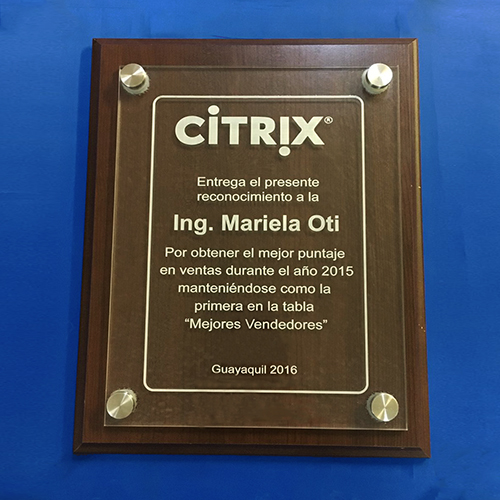 CiTRIX®
Entrega el presente
reconocimiento a la
Ing. Mariela Oti
Por obtener el mejor puntaje
en ventas durante el año 2015
manteniéndose como la
primera en la tabla
“Mejores Vendedores”
Guayaquil 2016